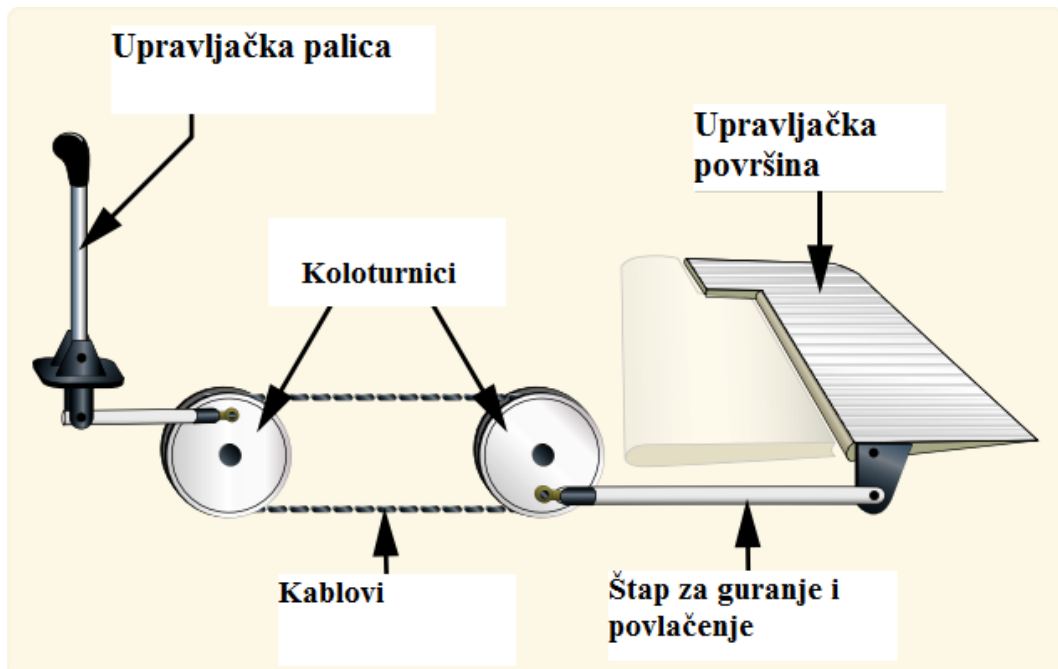 Upravljačka palica
Upravljačka
površina
Koloturnici
Kablovi
Štap za guranje i
povlačenje